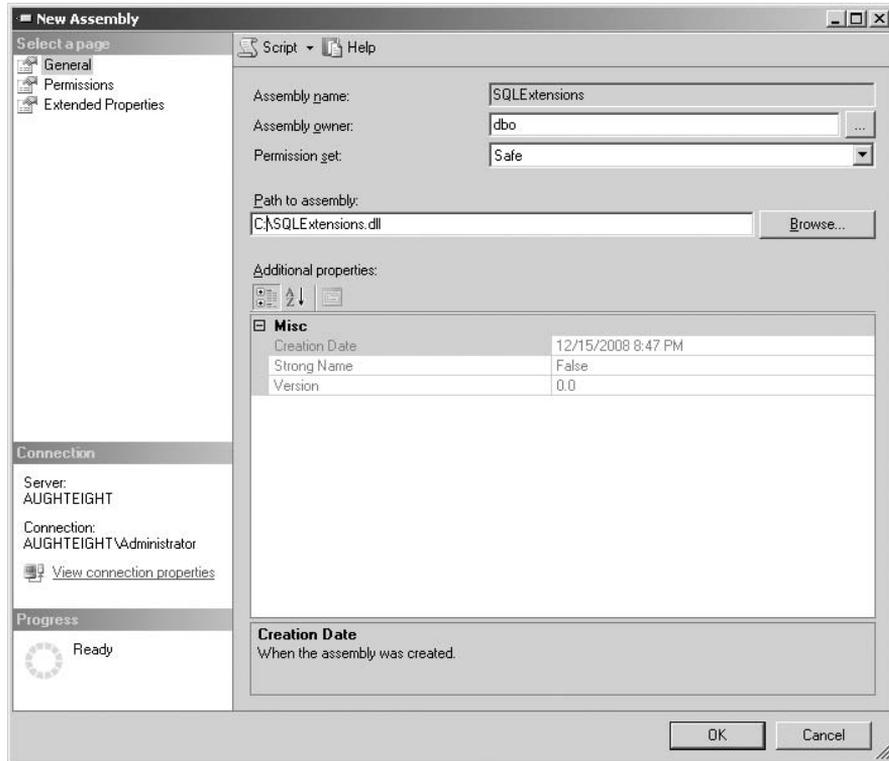 New Assembly
Select a page
General
Permissions
Extended Properties
Script
Help
Assembly name:
SQLExtensions
Assembly owner:
dbo
...
Permission set:
Safe
Path to assembly:
C:\SQLExtensions.dll
Browse...
Additional properties:
Misc
Creation Date
12/15/2008 8:47 PM
Strong Name
False
Version
0.0
Connection
Server:
AUGHTEIGHT
Connection:
AUGHTEIGHT\Administrator
View connection properties
Progress
Ready
Creation Date
When the assembly was created.
OK
Cancel